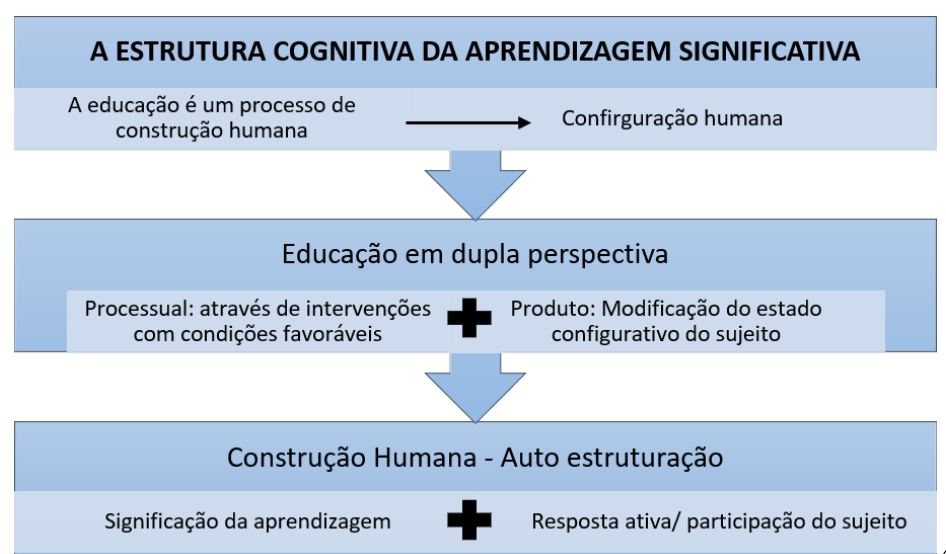 A ESTRUTURA COGNITIVA DA APRENDIZAGEM SIGNIFICATIVA
A educação é um processo de
construção humana
Confirguração humana
Educação em dupla perspectiva
Processual: através de intervenções
com condições favoráveis
Produto: Modificação do estado
configurativo do sujeito
Construção Humana - Auto estruturação
Significação da aprendizagem
Resposta ativa/ participação do sujeito